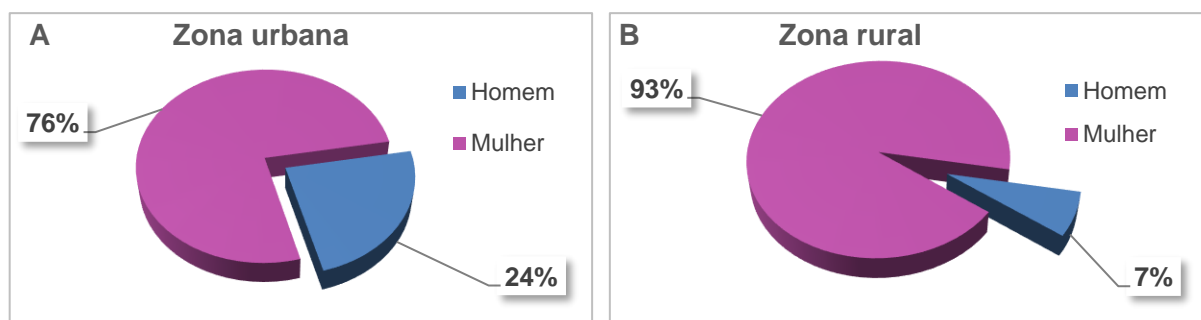 A Zona urbana
Homem
Mulher
76%
24%
B Zona rural
Homem
Mulher
93%
7%